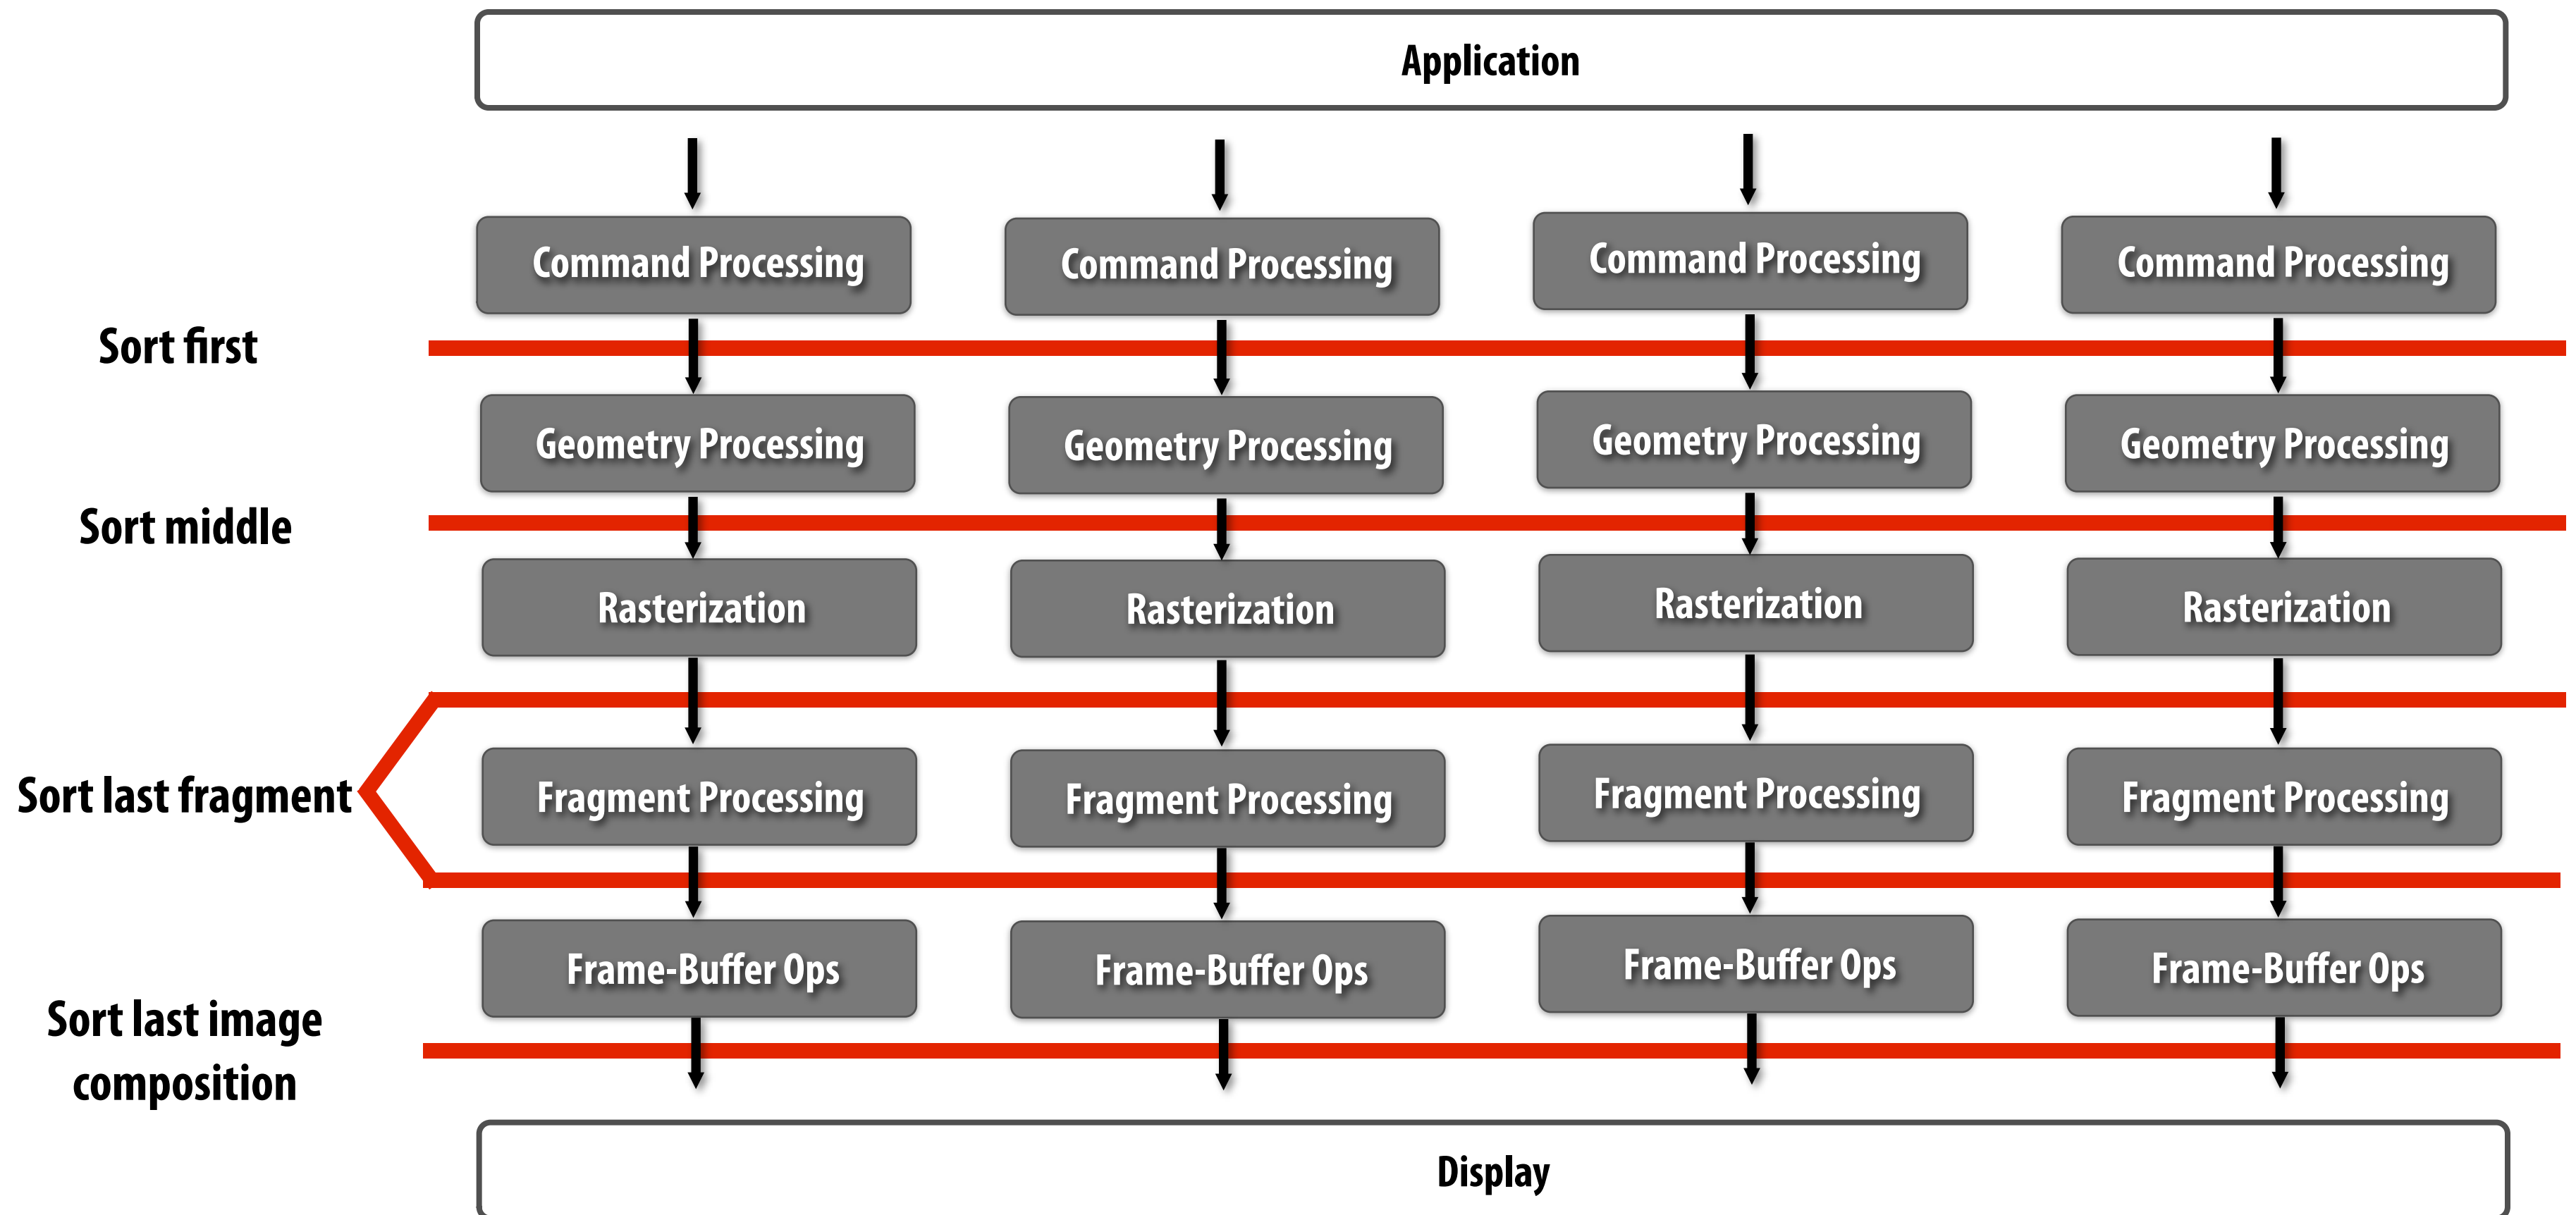 Application
Command Processing
Command Processing
Command Processing
Command Processing
Sort first
Geometry Processing
Geometry Processing
Geometry Processing
Geometry Processing
Sort middle
Rasterization
Rasterization
Rasterization
Rasterization
Sort last fragment
Fragment Processing
Fragment Processing
Fragment Processing
Fragment Processing
Frame-Buffer Ops
Frame-Buffer Ops
Frame-Buffer Ops
Frame-Buffer Ops
Sort last image
composition
Display